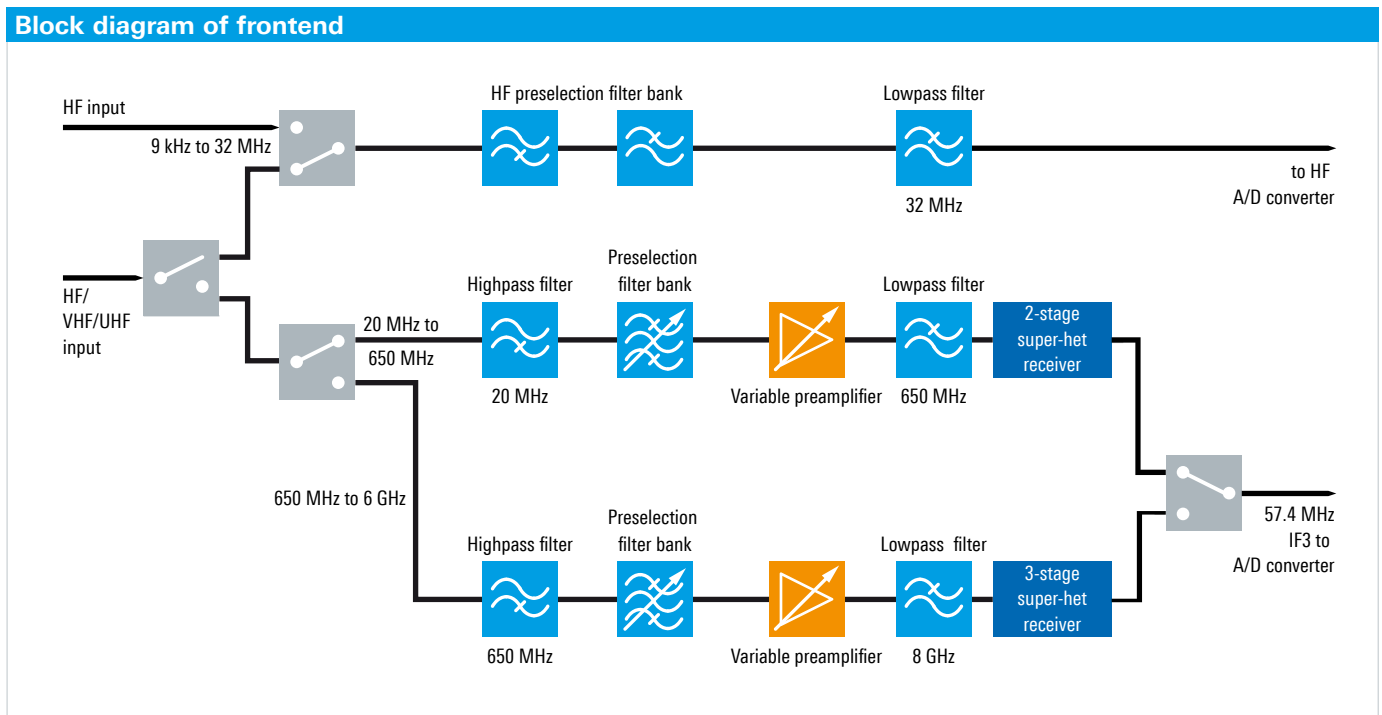 Block diagram of frontend
HF input
9 kHz to 32 MHz
HF preselection filter bank
Lowpass filter
32 MHz
to HF
A/D converter
HF/
VHF/UHF
input
20 MHz to
650 MHz
Highpass filter
20 MHz
Preselection
filter bank
Variable preamplifier
Lowpass filter
650 MHz
2-stage
super-het
receiver
650 MHz to 6 GHz
Highpass filter
650 MHz
Preselection
filter bank
Variable preamplifier
Lowpass filter
8 GHz
3-stage
super-het
receiver
57.4 MHz
IF3 to
A/D converter